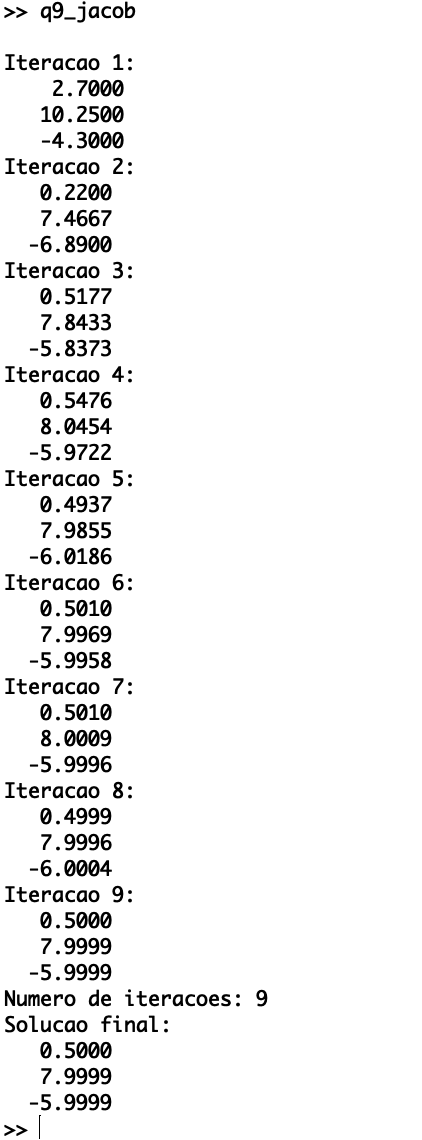 >> q9_jacob
Iteracao 1:
2.7000
10.2500
-4.3000
Iteracao 2:
0.2200
7.4667
-6.8900
Iteracao 3:
0.5177
7.8433
-5.8373
Iteracao 4:
0.5476
8.0454
-5.9722
Iteracao 5:
0.4937
7.9855
-6.0186
Iteracao 6:
0.5010
7.9969
-5.9958
Iteracao 7:
0.5010
8.0009
-5.9996
Iteracao 8:
0.4999
7.9996
-6.0004
Iteracao 9:
0.5000
7.9999
-5.9999
Numero de iteracoes: 9
Solucao final:
0.5000
7.9999
-5.9999
>>